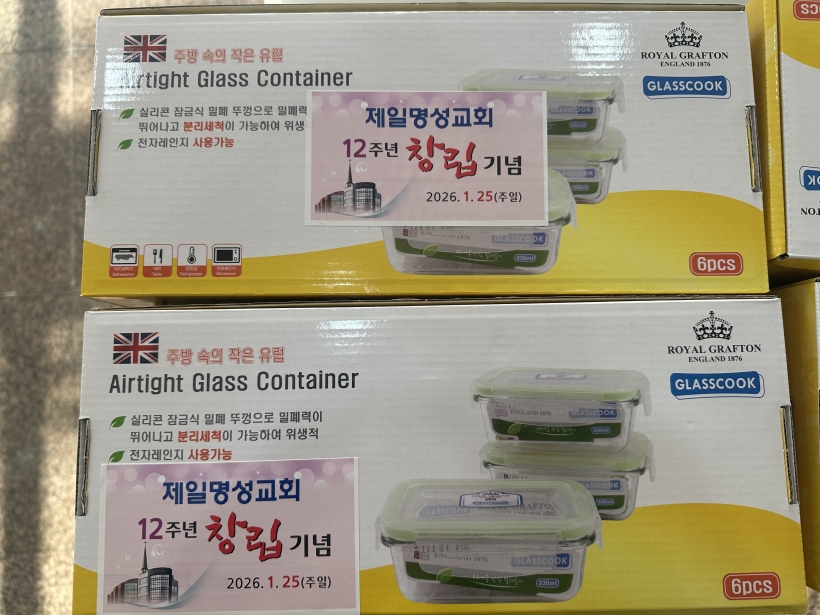 주방 속의 작은 유럽
Airtight Glass Container
실리콘 잠금식 밀폐 뚜껑으로 밀폐력
뛰어나고 분리세척이 가능하여 위생
전자레인지 사용가능
ROYAL GRAFTON
ENGLAND 1876
GLASSCOOK
제일명성교회
12주년 창립 기념
2026. 1. 25(주일)
GLASSCOOK
330ml
6pcs
주방 속의 작은 유럽
Airtight Glass Container
실리콘 잠금식 밀폐 뚜껑으로 밀폐력이
뛰어나고 분리세척이 가능하여 위생적
전자레인지 사용가능
ROYAL GRAFTON
ENGLAND 1876
GLASSCOOK
제일명성교회
12주년 창립 기념
2026. 1. 25(주일)
GLASSCOOK
330ml
6pcs